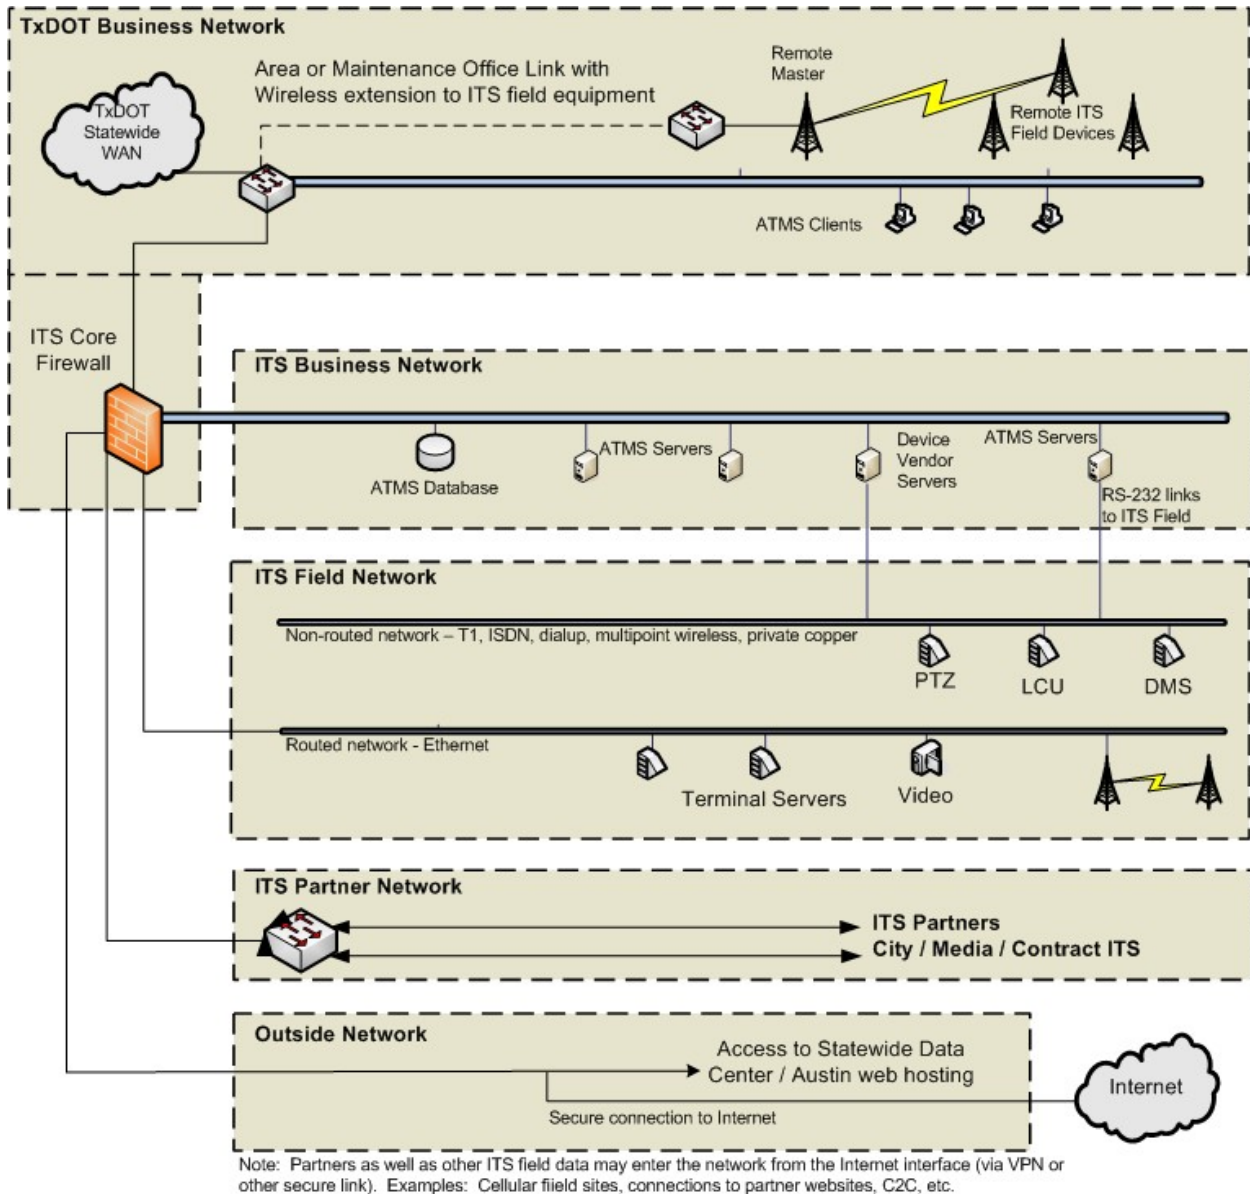 TxDOT Business Network
Area or Maintenance Office Link with
Wireless extension to ITS field equipment
Remote
Master
TxDOT
Statewide
WAN
Remote ITS
Field Devices
ATMS Clients
ITS Core
Firewall
ITS Business Network
ATMS Database
ATMS Servers
Device
Vendor
Servers
ATMS Servers
RS-232 links
to ITS Field
ITS Field Network
Non-routed network – T1, ISDN, dialup, multipoint wireless, private copper
PTZ
LCU
DMS
Routed network - Ethernet
Terminal Servers
Video
ITS Partner Network
ITS Partners
City / Media / Contract ITS
Outside Network
Access to Statewide Data
Center / Austin web hosting
Secure connection to Internet
Internet
Note: Partners as well as other ITS field data may enter the network from the Internet interface (via VPN or
other secure link). Examples: Cellular fiield sites, connections to partner websites, C2C, etc.